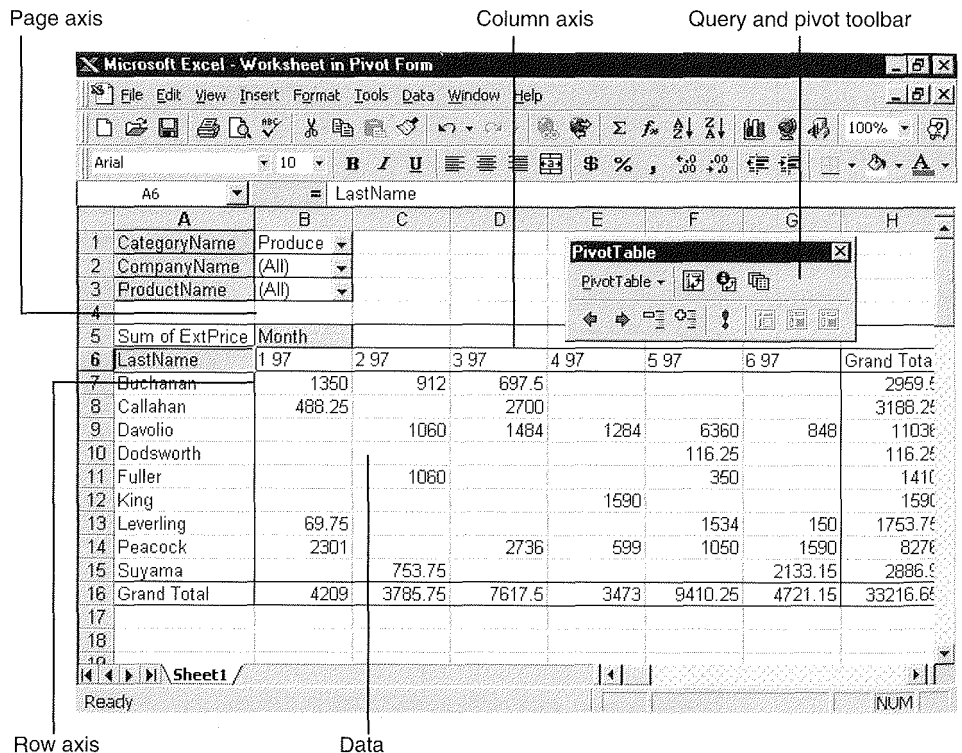 Page axis Column axis Query and pivot toolbar
Microsoft Excel - Worksheet in Pivot Form
File Edit View Insert Format Tools Data Window Help
100%
Arial 10 B I U $ % ,
A6 = LastName
A B C D E F G H
1 CategoryName Produce
2 CompanyName (All)
3 ProductName (All)
4
PivotTable
PivotTable
5 Sum of ExtPrice Month
6 LastName 1 97 2 97 3 97 4 97 5 97 6 97 Grand Tota
7 Buchanan 1350 912 697.5 2959.5
8 Callahan 488.25 2700 3188.25
9 Davolio 1060 1484 1284 6360 848 11036
10 Dodsworth 116.25 116.25
11 Fuller 1060 350 1410
12 King 1590 1590
13 Leverling 69.75 1534 150 1753.75
14 Peacock 2301 2736 599 1050 1590 8276
15 Suyama 753.75 2133.15 2886.9
16 Grand Total 4209 3785.75 7617.5 3473 9410.25 4721.15 33216.65
17
18
19
Sheet1
Ready NUM
Row axis Data